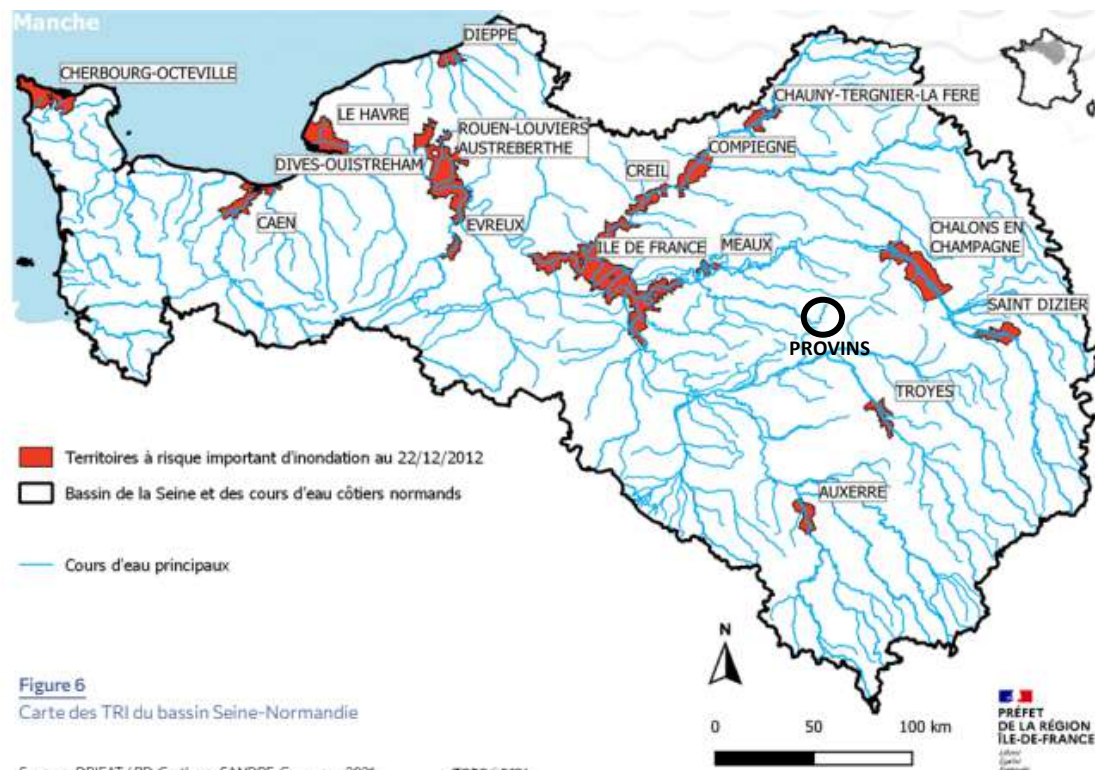 Manche
DIEPPE
CHERBOURG-OCTEVILLE
CHAUNY-TERGNIER-LA FERE
LE HAVRE
ROUEN-LOUVIERS
AUSTREBERTHE
COMPIEGNE
DIVES-OUISTREHAM
CREIL
CAEN
EVREUX
ILE DE FRANCE
MEAUX
CHALONS EN
CHAMPAGNE
SAINT DIZIER
PROVINS
TROYES
AUXERRE
Territoires à risque important d'inondation au 22/12/2012
Bassin de la Seine et des cours d'eau côtiers normands
Cours d'eau principaux
N
Figure 6
Carte des TRI du bassin Seine-Normandie
0 50 100 km
PRÉFET
DE LA RÉGION
ÎLE-DE-FRANCE
Liberté
Égalité
Fraternité